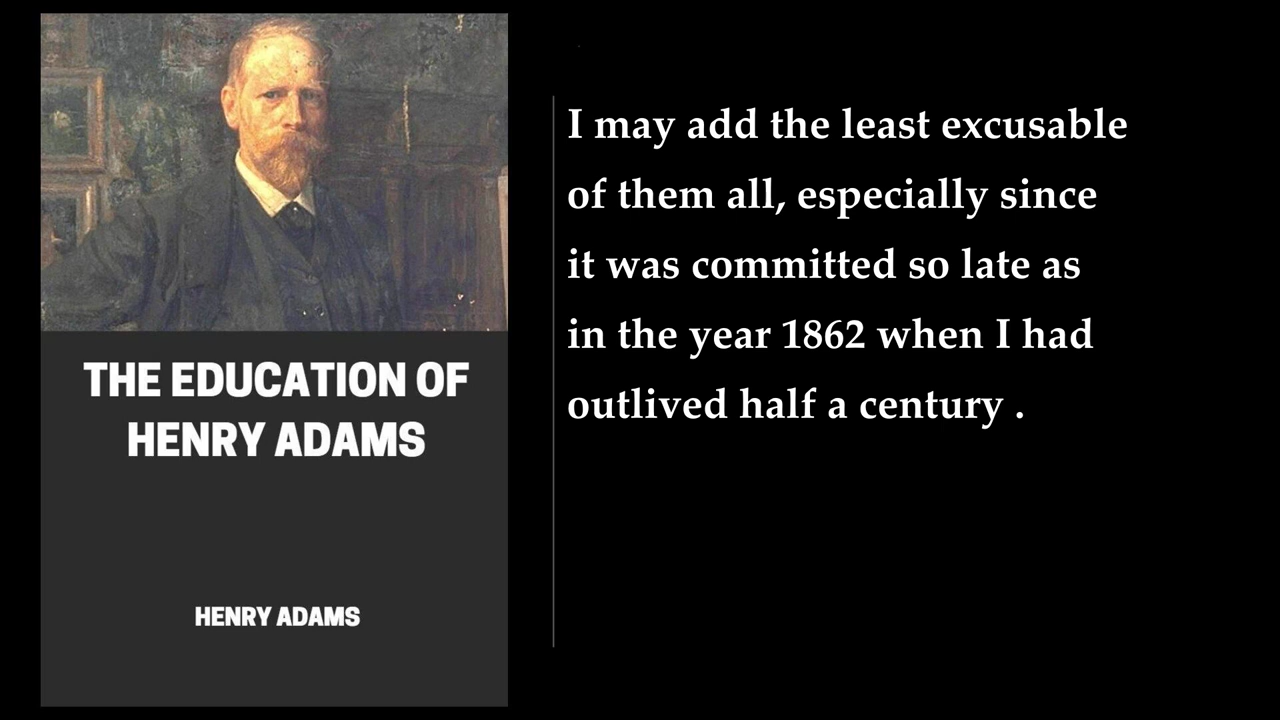 THE EDUCATION OF
HENRY ADAMS
HENRY ADAMS
I may add the least excusable
of them all, especially since
it was committed so late as
in the year 1862 when I had
outlived half a century .